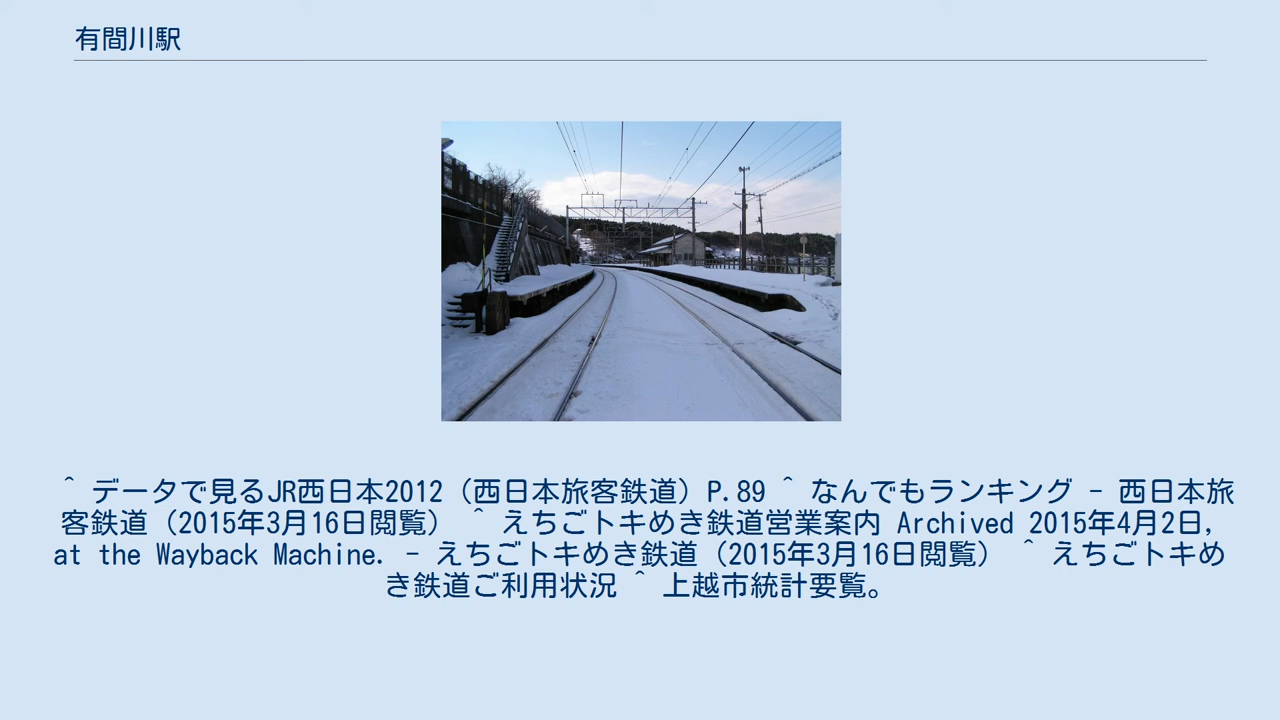 有間川駅
^ データで見るJR西日本2012（西日本旅客鉄道）P.89 ^ なんでもランキング - 西日本旅
客鉄道（2015年3月16日閲覧） ^ えちごトキめき鉄道営業案内 Archived 2015年4月2日,
at the Wayback Machine. - えちごトキめき鉄道（2015年3月16日閲覧） ^ えちごトキめ
き鉄道ご利用状況 ^ 上越市統計要覧。